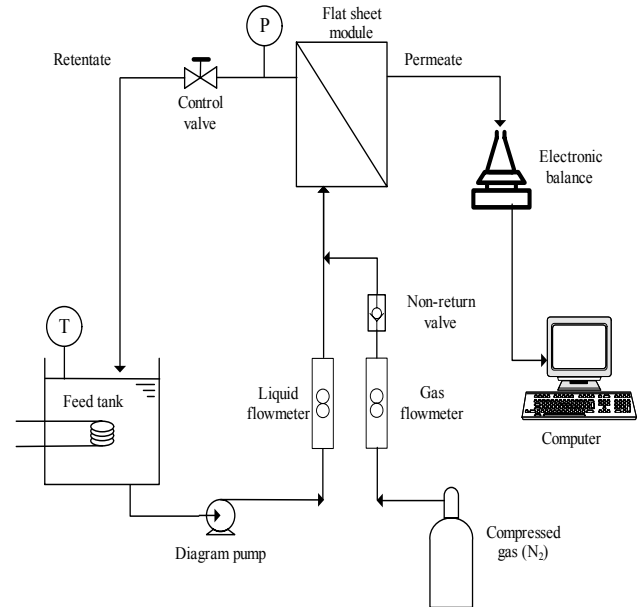 P
Flat sheet
module
Retentate
Permeate
Control
valve
Electronic
balance
Non-return
valve
T
Feed tank
Liquid
flowmeter
Gas
flowmeter
Computer
Diagram pump
Compressed
gas (N₂)